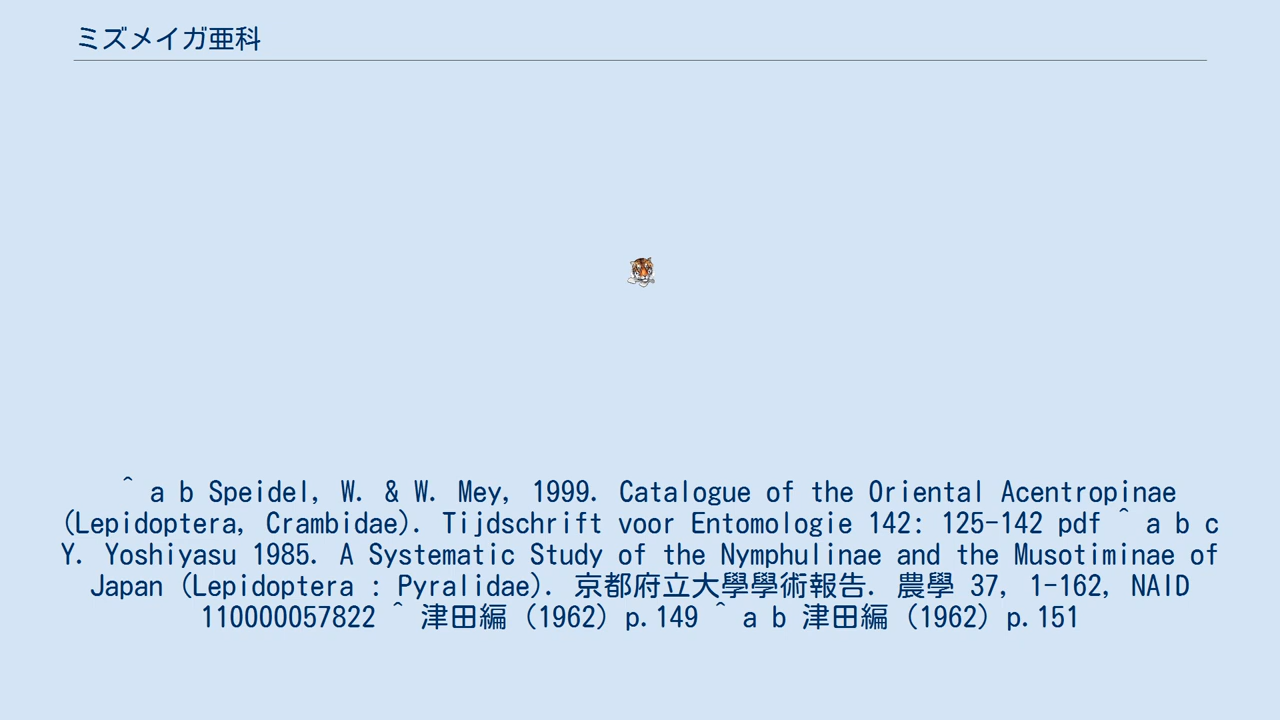 ミズメイガ亜科
^ a b Speidel, W. & W. Mey, 1999. Catalogue of the Oriental Acentropinae
(Lepidoptera, Crambidae). Tijdschrift voor Entomologie 142: 125-142 pdf ^ a b c
Y. Yoshiyasu 1985. A Systematic Study of the Nymphulinae and the Musotiminae of
Japan (Lepidoptera : Pyralidae). 京都府立大學學術報告. 農學 37, 1-162, NAID
110000057822 ^ 津田編 (1962) p.149 ^ a b 津田編 (1962) p.151